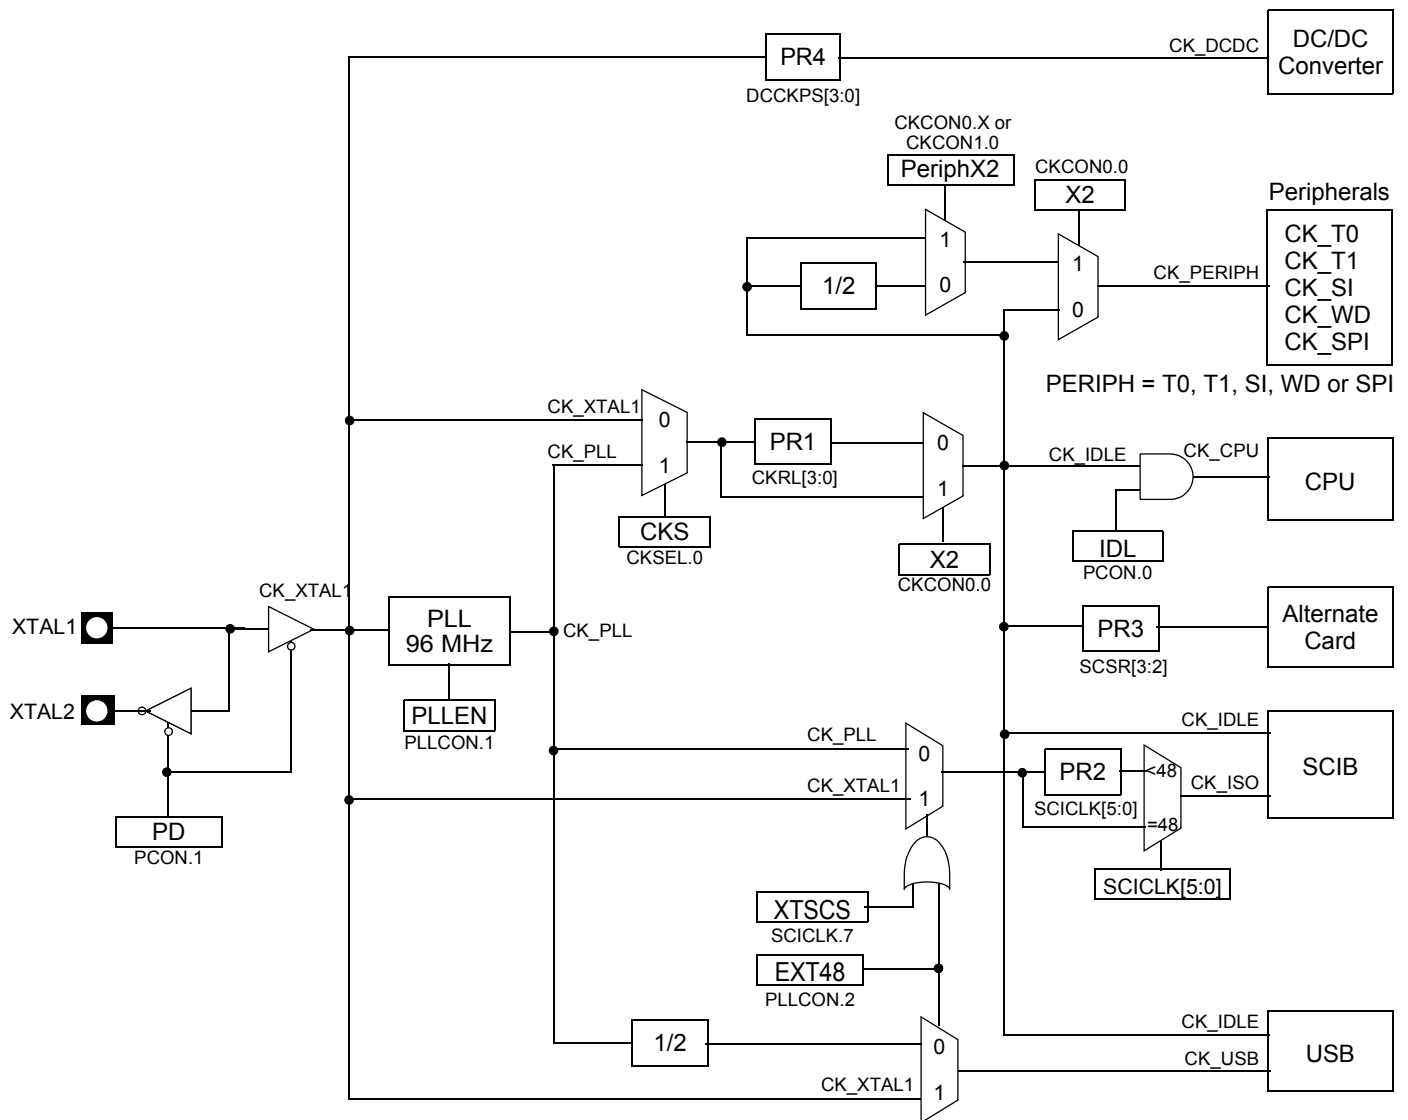 CK_DCDC
PR4
DCCKPS[3:0]
DC/DC
Converter
CKCON0.X or
CKCON1.0
PeriphX2
CKCON0.0
X2
1
0
1/2
1
0
CK_PERIPH
Peripherals
CK_T0
CK_T1
CK_SI
CK_WD
CK_SPI
PERIPH = T0, T1, SI, WD or SPI
CK_XTAL1
CK_PLL
0
1
CKS
CKSEL.0
PR1
CKRL[3:0]
0
1
X2
CKCON0.0
CK_IDLE
CK_CPU
IDL
PCON.0
CPU
XTAL1
XTAL2
CK_XTAL1
PD
PCON.1
PLL
96 MHz
PLLEN
PLLCON.1
CK_PLL
PR3
SCSR[3:2]
Alternate
Card
CK_PLL
CK_XTAL1
0
1
PR2
SCICLK[5:0]
<48
=48
SCICLK[5:0]
CK_IDLE
CK_ISO
SCIB
XTSCS
SCICLK.7
EXT48
PLLCON.2
1/2
CK_XTAL1
0
1
CK_IDLE
CK_USB
USB